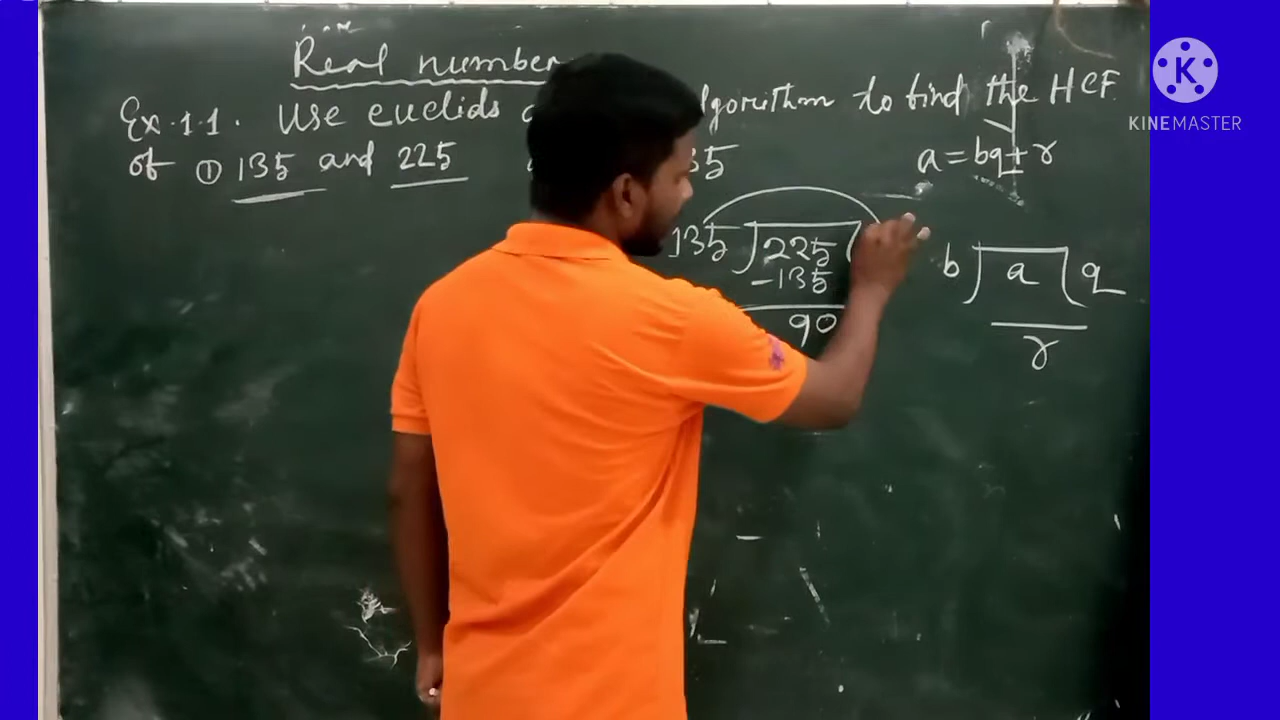 Real number
Ex.1.1. Use euclids algorithm to find the HCF.
of ① 135 and 225
a = bq + r
135 ) 225 (
-135
90
b ) a ( q
r
K
KINEMASTER